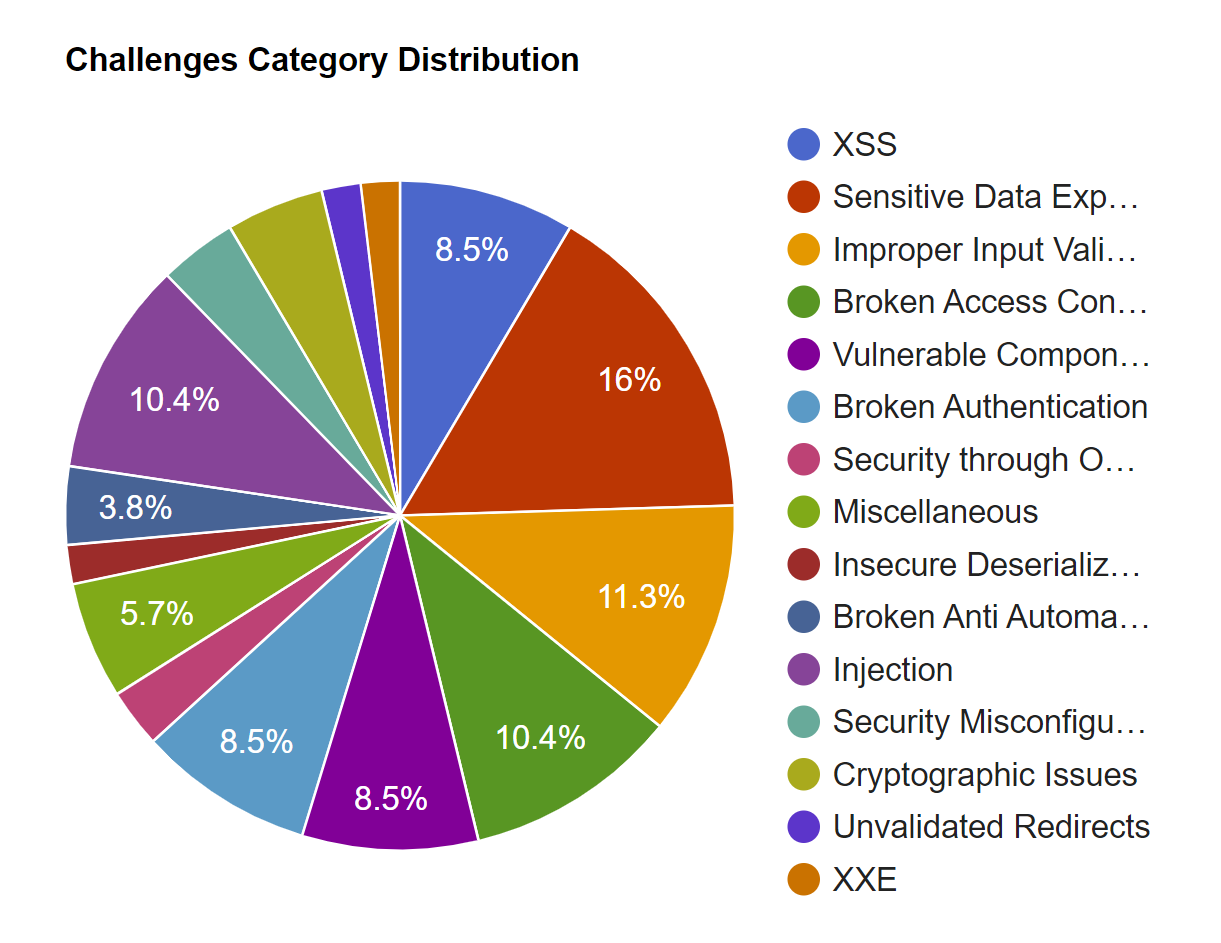 Challenges Category Distribution
8.5%
16%
11.3%
10.4%
8.5%
8.5%
5.7%
3.8%
10.4%
XSS
Sensitive Data Exp…
Improper Input Vali…
Broken Access Con…
Vulnerable Compon…
Broken Authentication
Security through O…
Miscellaneous
Insecure Deserializ…
Broken Anti Automa…
Injection
Security Misconfigu…
Cryptographic Issues
Unvalidated Redirects
XXE